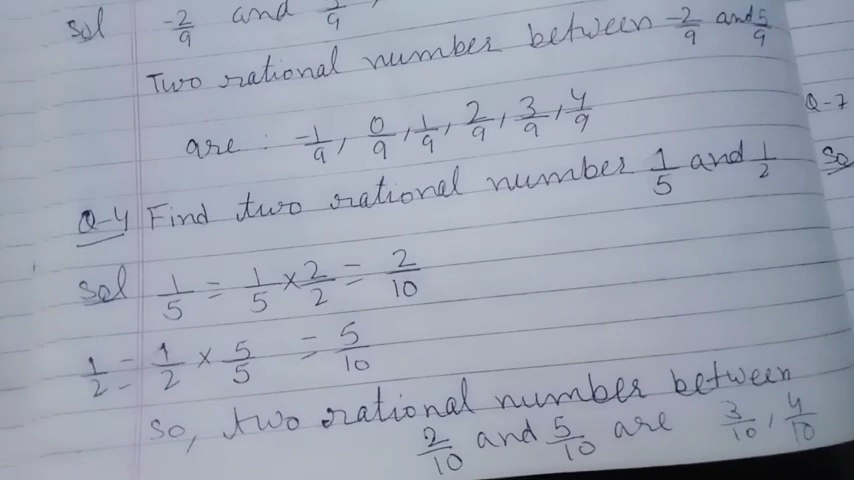 Sol -2/9 and /9,
Two rational number between -2/9 and 5/9
are : -1/9, 0/9, 1/9, 2/9, 3/9, 4/9
Q-7
Q-4 Find two rational number 1/5 and 1/2
So
Sol 1/5 = 1/5 × 2/2 = 2/10
1/2 = 1/2 × 5/5 = 5/10
so, two rational number between
2/10 and 5/10 are 3/10, 4/10